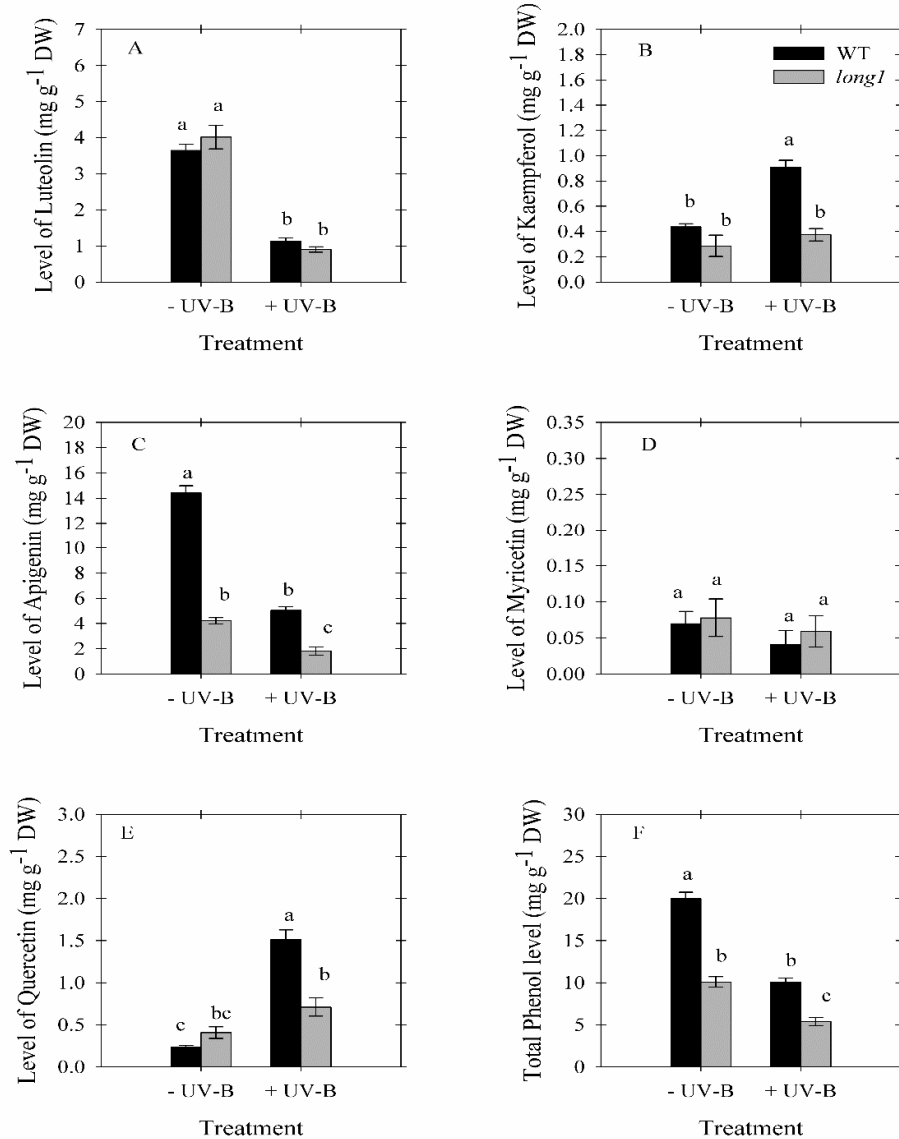 A
Level of Luteolin (mg g-1 DW)
7
6
5
4
3
2
1
0
a
a
b
b
- UV-B
+ UV-B
Treatment
B
WT
long1
Level of Kaempferol (mg g-1 DW)
2.0
1.8
1.6
1.4
1.2
1.0
0.8
0.6
0.4
0.2
0.0
b
b
a
b
- UV-B
+ UV-B
Treatment
C
Level of Apigenin (mg g-1 DW)
20
18
16
14
12
10
8
6
4
2
0
a
b
b
c
- UV-B
+ UV-B
Treatment
D
Level of Myricetin (mg g-1 DW)
0.35
0.30
0.25
0.20
0.15
0.10
0.05
0.00
a
a
a
a
- UV-B
+ UV-B
Treatment
E
Level of Quercetin (mg g-1 DW)
3.0
2.5
2.0
1.5
1.0
0.5
0.0
c
bc
a
b
- UV-B
+ UV-B
Treatment
F
Total Phenol level (mg g-1 DW)
30
25
20
15
10
5
0
a
b
b
c
- UV-B
+ UV-B
Treatment